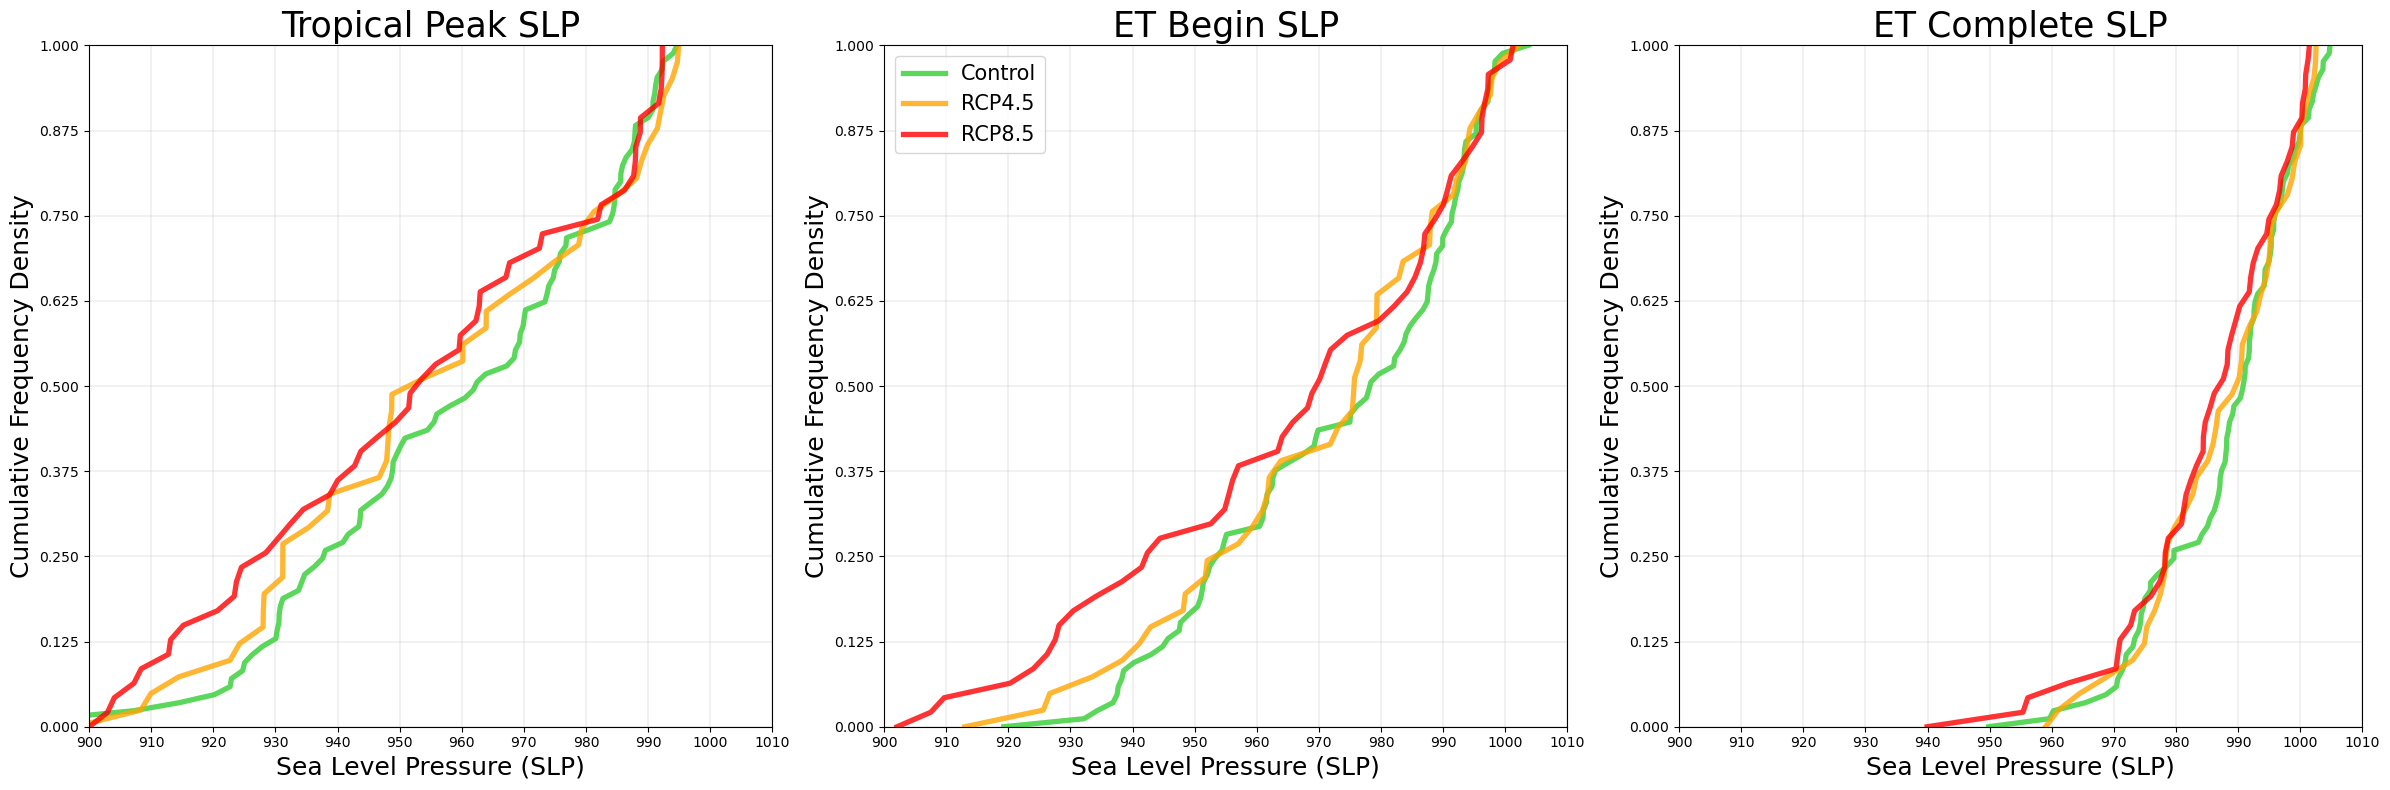 Tropical Peak SLP
1.000
0.875
0.750
0.625
0.500
0.375
0.250
0.125
0.000
Cumulative Frequency Density
900 910 920 930 940 950 960 970 980 990 1000 1010
Sea Level Pressure (SLP)
ET Begin SLP
Control
RCP4.5
RCP8.5
1.000
0.875
0.750
0.625
0.500
0.375
0.250
0.125
0.000
Cumulative Frequency Density
900 910 920 930 940 950 960 970 980 990 1000 1010
Sea Level Pressure (SLP)
ET Complete SLP
1.000
0.875
0.750
0.625
0.500
0.375
0.250
0.125
0.000
Cumulative Frequency Density
900 910 920 930 940 950 960 970 980 990 1000 1010
Sea Level Pressure (SLP)